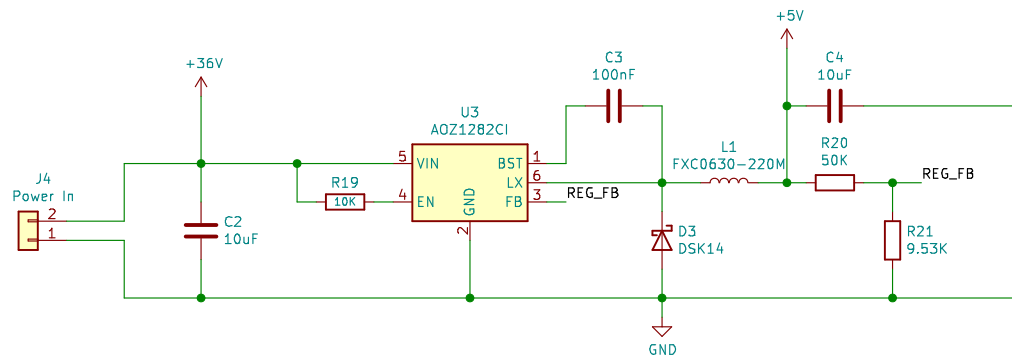 +5V
+36V
C3
100nF
C4
10uF
U3
AOZ1282CI
5
VIN
BST
1
L1
FXC0630-220M
R20
50K
REG_FB
J4
Power In
R19
10K
4
EN
GND
LX
6
FB
3
REG_FB
2
1
C2
10uF
2
D3
DSK14
R21
9.53K
GND